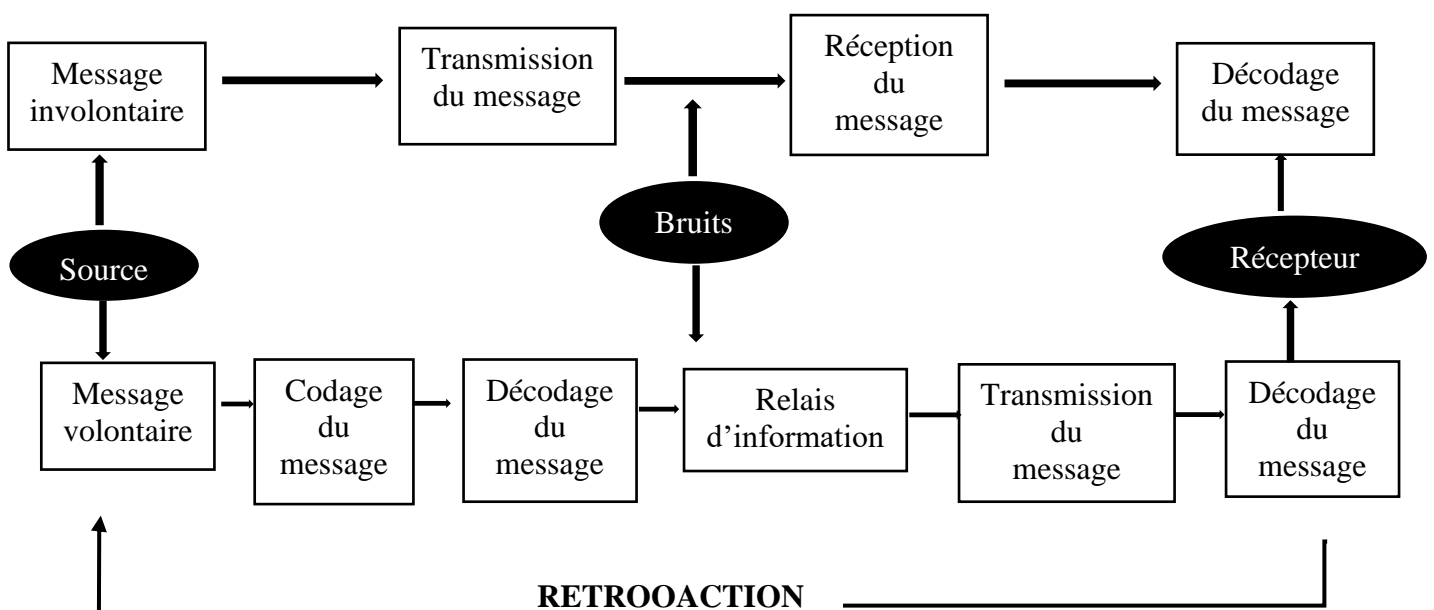 Message
involontaire
Transmission
du message
Réception
du
message
Décodage
du message
Source
Bruits
Récepteur
Message
volontaire
Codage
du
message
Décodage
du
message
Relais
d’information
Transmission
du
message
Décodage
du
message
RETROOACTION